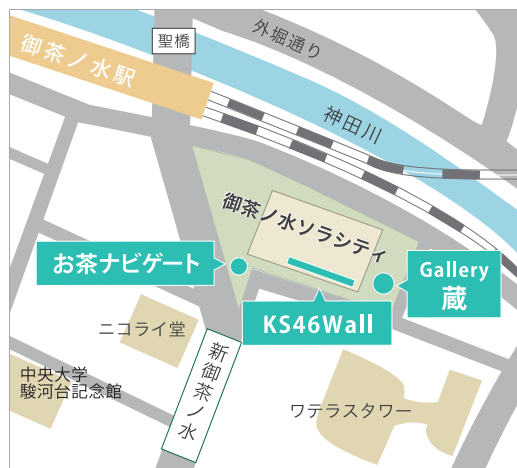 聖橋
外堀通り
御茶ノ水駅
神田川
御茶ノ水ソラシティ
お茶ナビゲート
Gallery
蔵
KS46Wall
ニコライ堂
新御茶ノ水
中央大学
駿河台記念館
ワテラスタワー